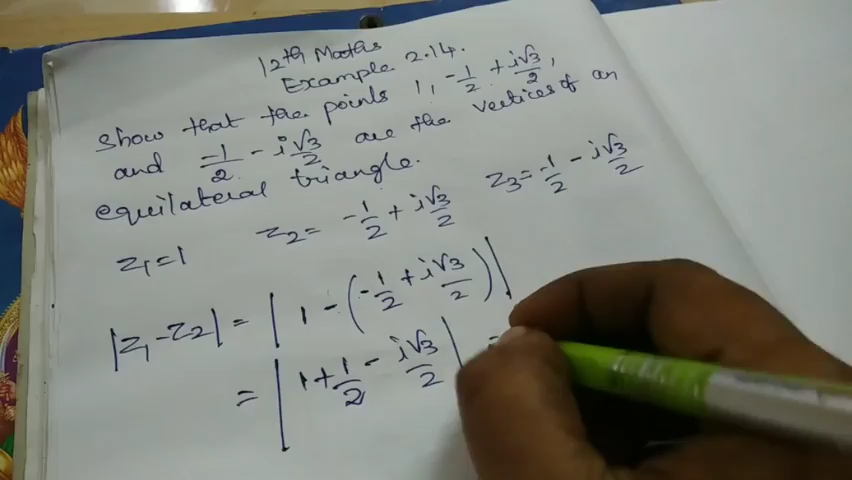 12th Maths
Example 2.14.
Show that the points 1, -1/2 + i√3/2,
and -1/2 - i√3/2 are the vertices of an
equilateral triangle.
z1=1 z2= -1/2 + i√3/2 z3= -1/2 - i√3/2
|z1 - z2| = | 1 - (-1/2 + i√3/2) |
= | 1 + 1/2 - i√3/2 | =